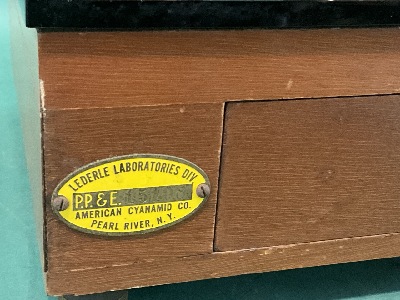 LEDERLE LABORATORIES DIV.
P.P. & E.
AMERICAN CYANAMID CO.
PEARL RIVER, N.Y.